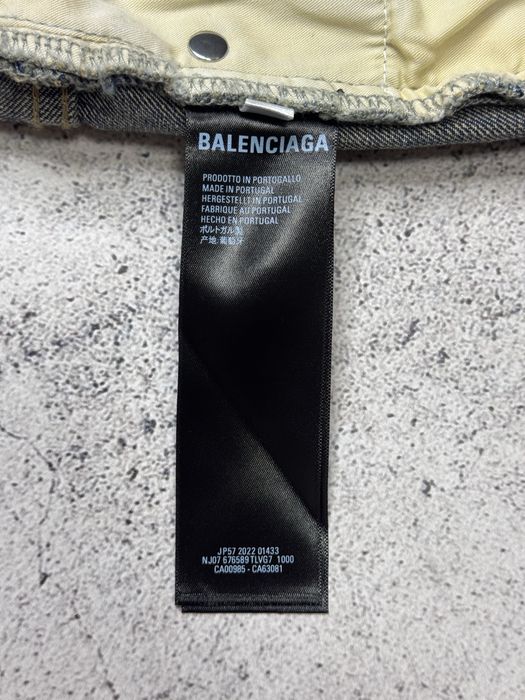 BALENCIAGA
PRODOTTO IN PORTOGALLO
MADE IN PORTUGAL
HERGESTELLT IN PORTUGAL
FABRIQUE AU PORTUGAL
HECHO EN PORTUGAL
ポルトガル製
产地:葡萄牙
JP57 2022 01433
NJ07 676589 TLVG7 1000
CA00985 - CA63081